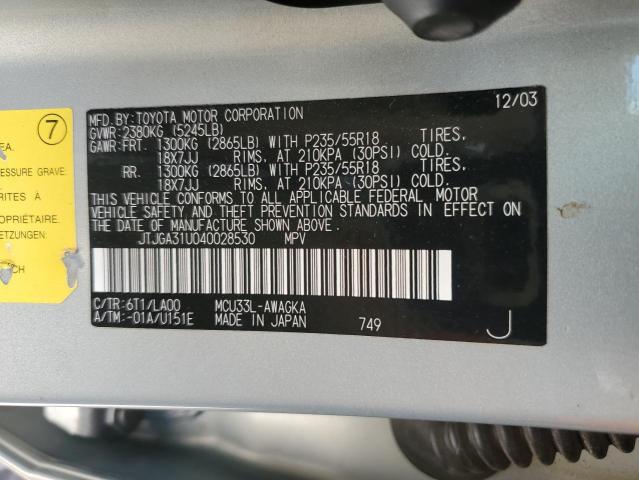 7
EA.
ESSURE GRAVE:
RITES À
PROPRIÉTAIRE.
ETZUNGEN
CH
MFD.BY:TOYOTA MOTOR CORPORATION 12/03
GVWR:2380KG (5245LB)
GAWR:FRT. 1300KG (2865LB) WITH P235/55R18 TIRES,
18X7JJ RIMS, AT 210KPA (30PSI) COLD.
RR. 1300KG (2865LB) WITH P235/55R18 TIRES,
18X7JJ RIMS, AT 210KPA (30PSI) COLD.
THIS VEHICLE CONFORMS TO ALL APPLICABLE FEDERAL MOTOR
VEHICLE SAFETY AND THEFT PREVENTION STANDARDS IN EFFECT ON
THE DATE OF MANUFACTURE SHOWN ABOVE.
JTJGA31U040028530 MPV
C/TR:6T1/LA00 MCU33L-AWAGKA
A/TM:-01A/U151E MADE IN JAPAN 749 J